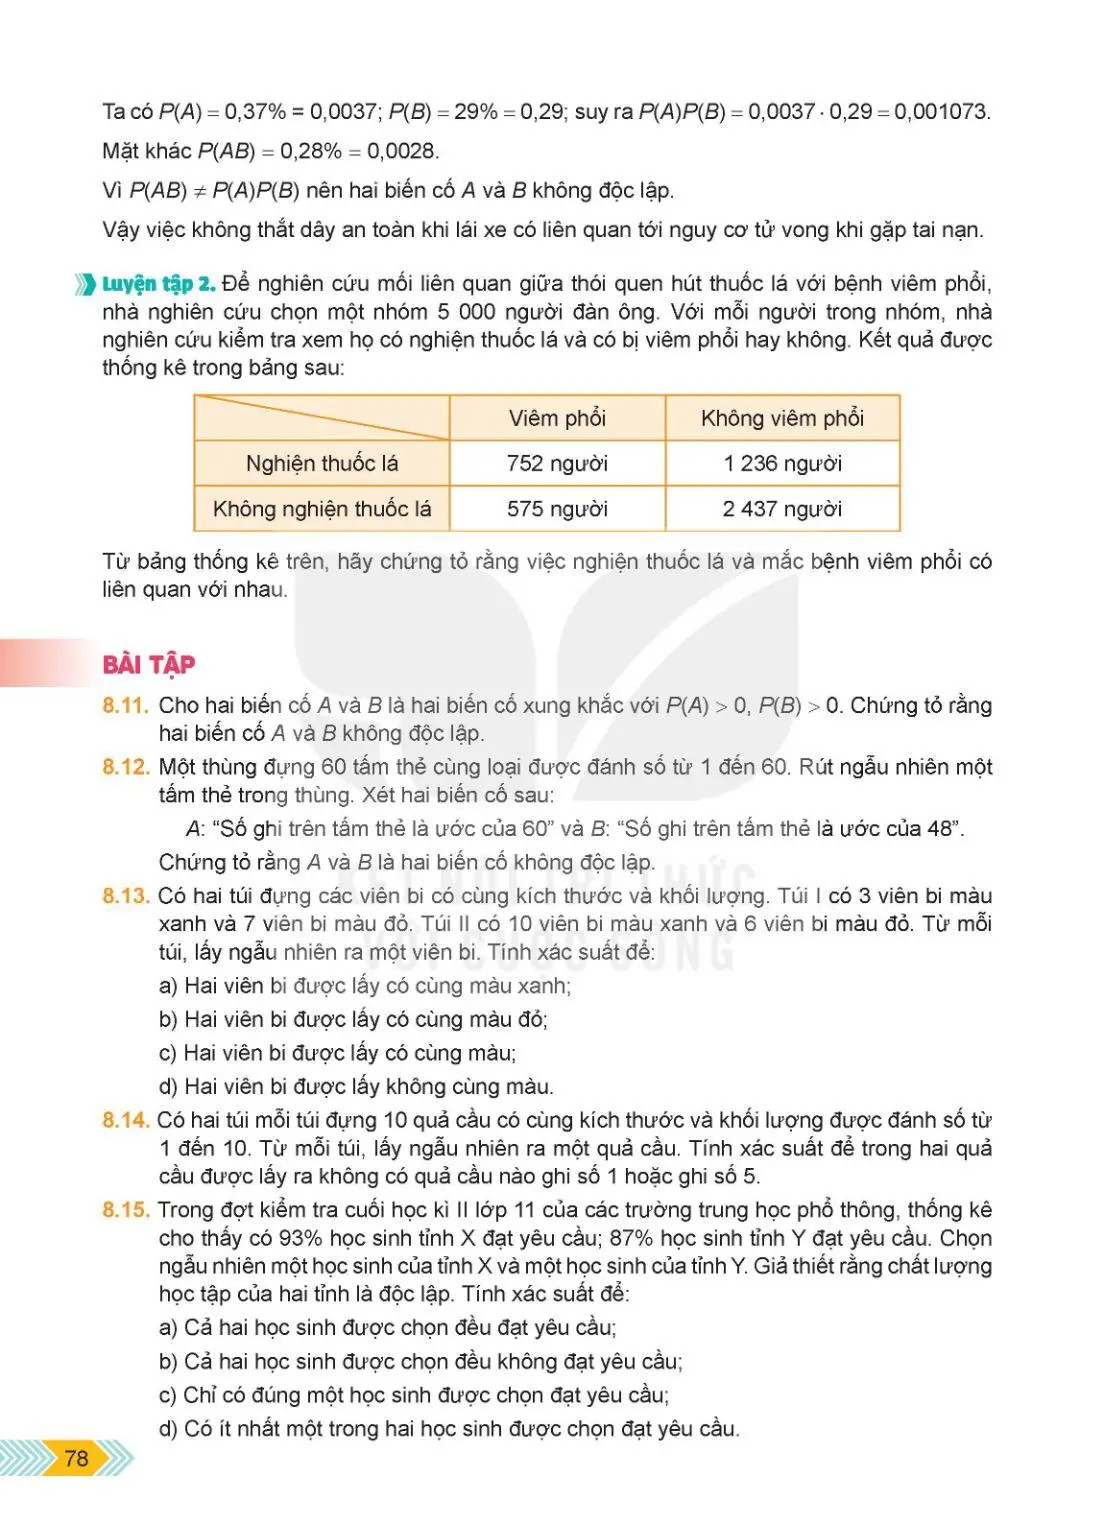 Ta có P(A) = 0,37% = 0,0037; P(B) = 29% = 0,29; suy ra P(A)P(B) = 0,0037 · 0,29 = 0,001073.
Mặt khác P(AB) = 0,28% = 0,0028.
Vì P(AB) ≠ P(A)P(B) nên hai biến cố A và B không độc lập.
Vậy việc không thắt dây an toàn khi lái xe có liên quan tới nguy cơ tử vong khi gặp tai nạn.
Luyện tập 2. Để nghiên cứu mối liên quan giữa thói quen hút thuốc lá với bệnh viêm phổi,
nhà nghiên cứu chọn một nhóm 5 000 người đàn ông. Với mỗi người trong nhóm, nhà
nghiên cứu kiểm tra xem họ có nghiện thuốc lá và có bị viêm phổi hay không. Kết quả được
thống kê trong bảng sau:
Viêm phổi Không viêm phổi
Nghiện thuốc lá 752 người 1 236 người
Không nghiện thuốc lá 575 người 2 437 người
Từ bảng thống kê trên, hãy chứng tỏ rằng việc nghiện thuốc lá và mắc bệnh viêm phổi có
liên quan với nhau.
BÀI TẬP
8.11. Cho hai biến cố A và B là hai biến cố xung khắc với P(A) > 0, P(B) > 0. Chứng tỏ rằng
hai biến cố A và B không độc lập.
8.12. Một thùng đựng 60 tấm thẻ cùng loại được đánh số từ 1 đến 60. Rút ngẫu nhiên một
tấm thẻ trong thùng. Xét hai biến cố sau:
A: “Số ghi trên tấm thẻ là ước của 60” và B: “Số ghi trên tấm thẻ là ước của 48”.
Chứng tỏ rằng A và B là hai biến cố không độc lập.
KẾT NỐI TRI THỨC
8.13. Có hai túi đựng các viên bi có cùng kích thước và khối lượng. Túi I có 3 viên bi màu
xanh và 7 viên bi màu đỏ. Túi II có 10 viên bi màu xanh và 6 viên bi màu đỏ. Từ mỗi
túi, lấy ngẫu nhiên ra một viên bi. Tính xác suất để:
VỚI CUỘC SỐNG
a) Hai viên bi được lấy có cùng màu xanh;
b) Hai viên bi được lấy có cùng màu đỏ;
c) Hai viên bi được lấy có cùng màu;
d) Hai viên bi được lấy không cùng màu.
8.14. Có hai túi mỗi túi đựng 10 quả cầu có cùng kích thước và khối lượng được đánh số từ
1 đến 10. Từ mỗi túi, lấy ngẫu nhiên ra một quả cầu. Tính xác suất để trong hai quả
cầu được lấy ra không có quả cầu nào ghi số 1 hoặc ghi số 5.
8.15. Trong đợt kiểm tra cuối học kì II lớp 11 của các trường trung học phổ thông, thống kê
cho thấy có 93% học sinh tỉnh X đạt yêu cầu; 87% học sinh tỉnh Y đạt yêu cầu. Chọn
ngẫu nhiên một học sinh của tỉnh X và một học sinh của tỉnh Y. Giả thiết rằng chất lượng
học tập của hai tỉnh là độc lập. Tính xác suất để:
a) Cả hai học sinh được chọn đều đạt yêu cầu;
b) Cả hai học sinh được chọn đều không đạt yêu cầu;
c) Chỉ có đúng một học sinh được chọn đạt yêu cầu;
d) Có ít nhất một trong hai học sinh được chọn đạt yêu cầu.
78